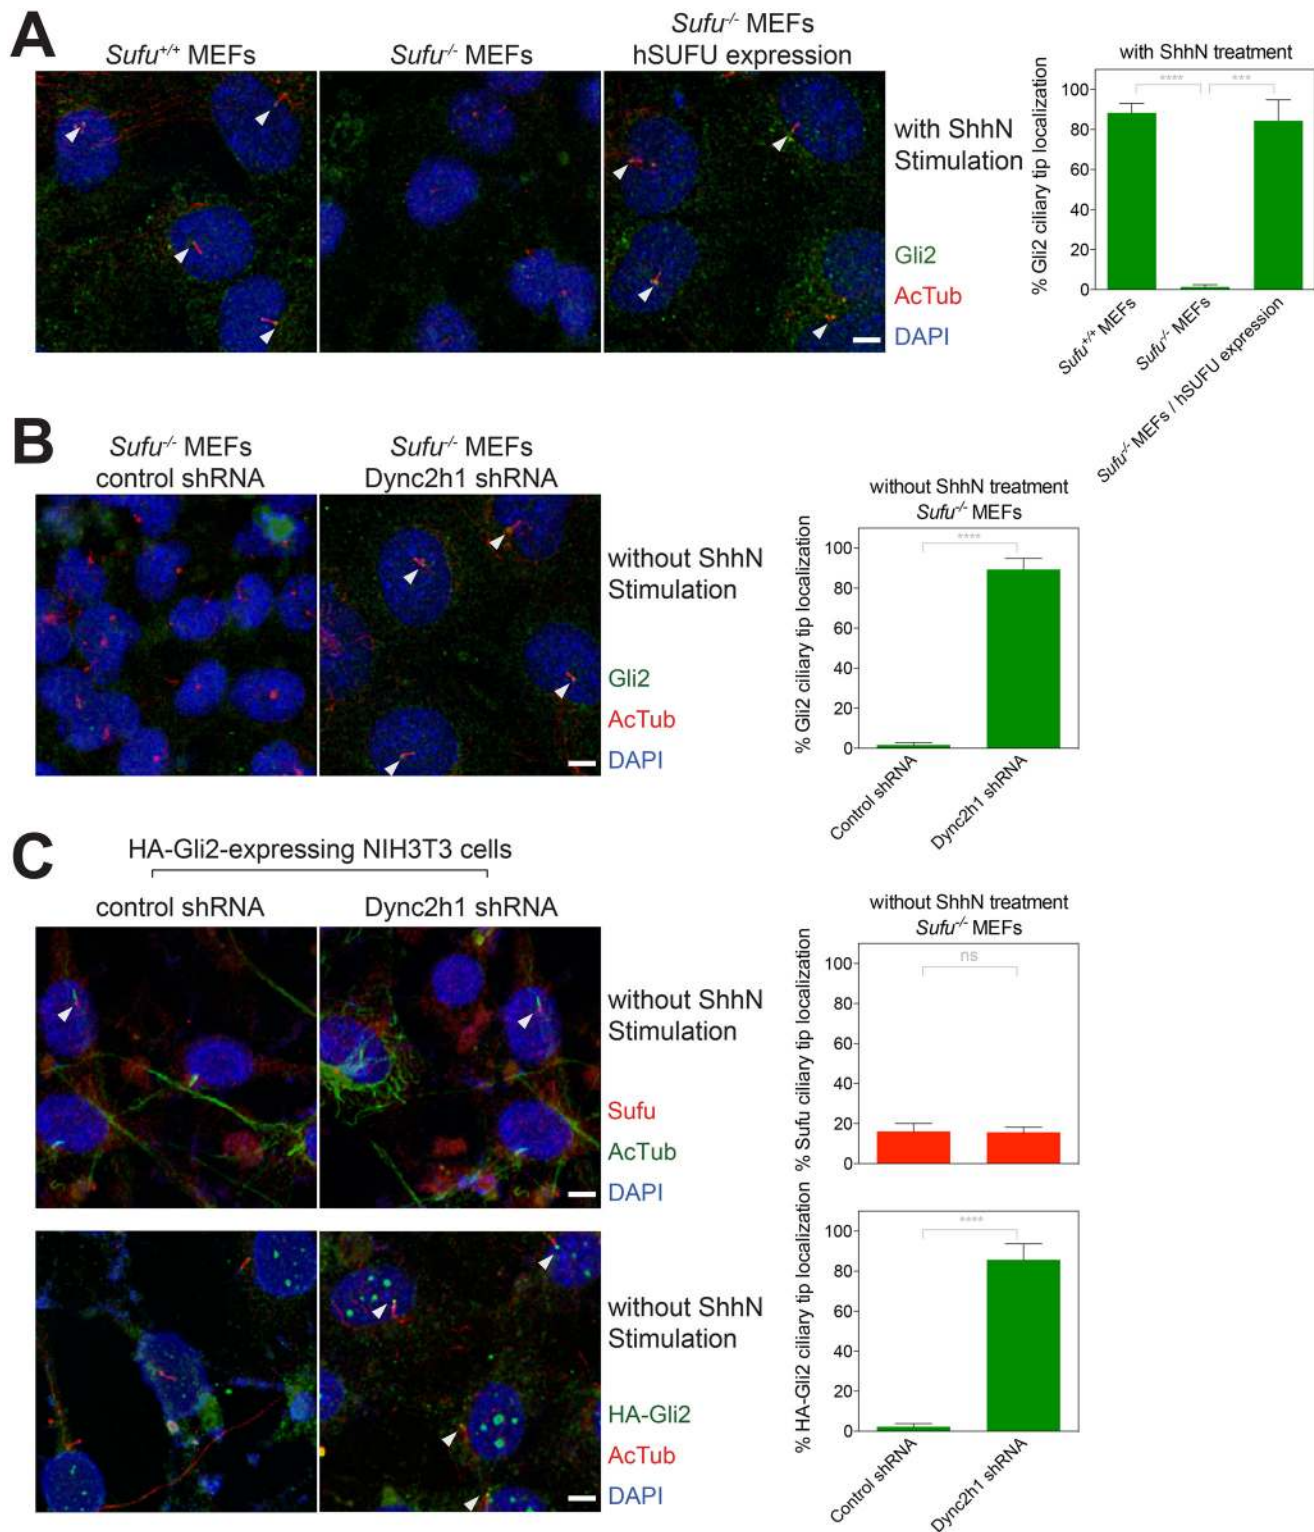 A
Sufu+/+ MEFs
Sufu-/- MEFs
Sufu-/- MEFs
hSUFU expression
with ShhN
Stimulation
Gli2
AcTub
DAPI
with ShhN treatment
% Gli2 ciliary tip localization
100
80
60
40
20
0
****
***
Sufu+/+ MEFs
Sufu-/- MEFs
Sufu-/- MEFs / hSUFU expression
B
Sufu-/- MEFs
control shRNA
Sufu-/- MEFs
Dync2h1 shRNA
without ShhN
Stimulation
Gli2
AcTub
DAPI
without ShhN treatment
Sufu-/- MEFs
% Gli2 ciliary tip localization
100
80
60
40
20
0
****
Control shRNA
Dync2h1 shRNA
C
HA-Gli2-expressing NIH3T3 cells
control shRNA
Dync2h1 shRNA
without ShhN
Stimulation
Sufu
AcTub
DAPI
without ShhN treatment
Sufu-/- MEFs
% Sufu ciliary tip localization
100
80
60
40
20
0
ns
without ShhN
Stimulation
HA-Gli2
AcTub
DAPI
% HA-Gli2 ciliary tip localization
100
80
60
40
20
0
****
Control shRNA
Dync2h1 shRNA